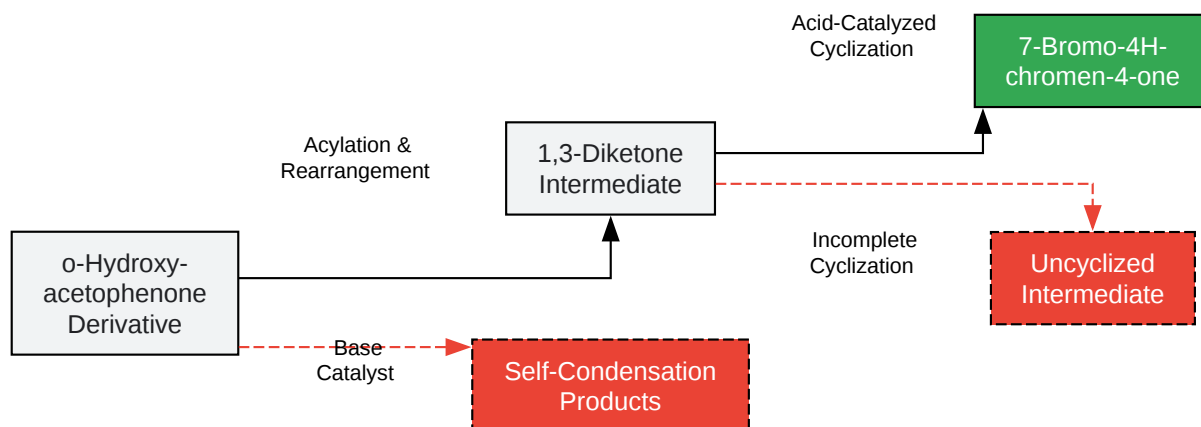 Acid-Catalyzed
Cyclization
7-Bromo-4H-
chromen-4-one
Acylation &
Rearrangement
1,3-Diketone
Intermediate
Incomplete
Cyclization
Uncyclized
Intermediate
o-Hydroxy-
acetophenone
Derivative
Base
Catalyst
Self-Condensation
Products